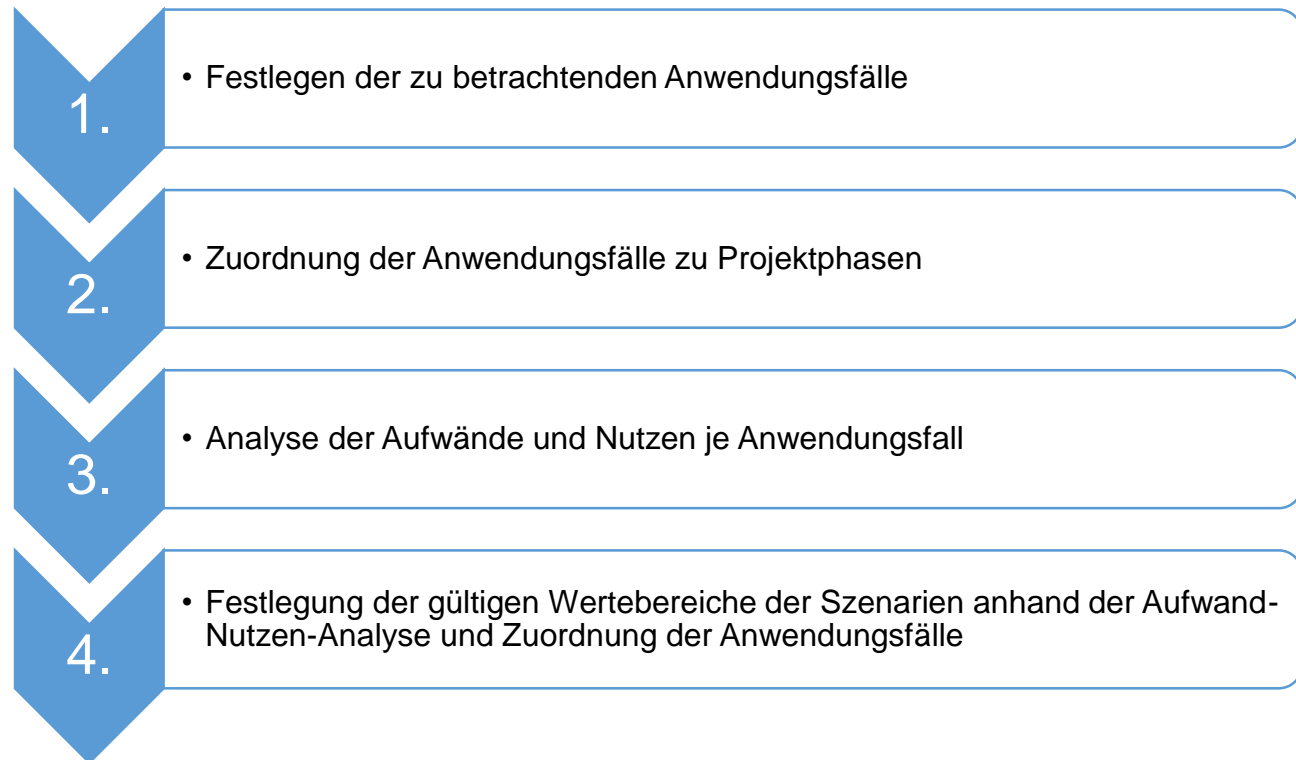 1.
• Festlegen der zu betrachtenden Anwendungsfälle
2.
• Zuordnung der Anwendungsfälle zu Projektphasen
3.
• Analyse der Aufwände und Nutzen je Anwendungsfall
4.
• Festlegung der gültigen Wertebereiche der Szenarien anhand der Aufwand-
Nutzen-Analyse und Zuordnung der Anwendungsfälle